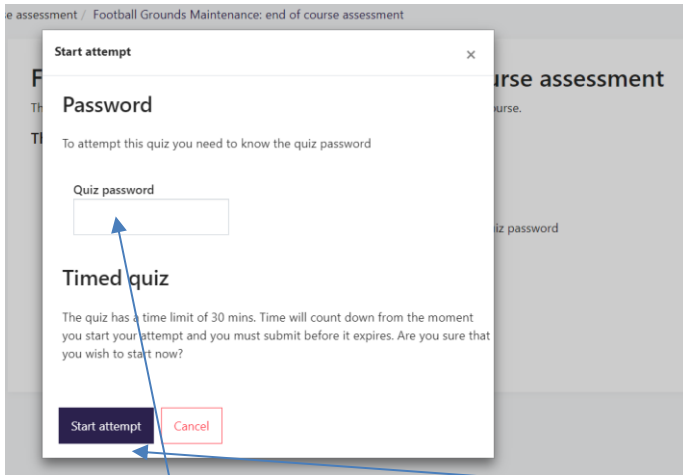 e assessment / Football Grounds Maintenance: end of course assessment
Start attempt ×
F urse assessment
Th urse.
Password
Th
To attempt this quiz you need to know the quiz password
Quiz password
iz password
Timed quiz
The quiz has a time limit of 30 mins. Time will count down from the moment
you start your attempt and you must submit before it expires. Are you sure that
you wish to start now?
Start attempt Cancel